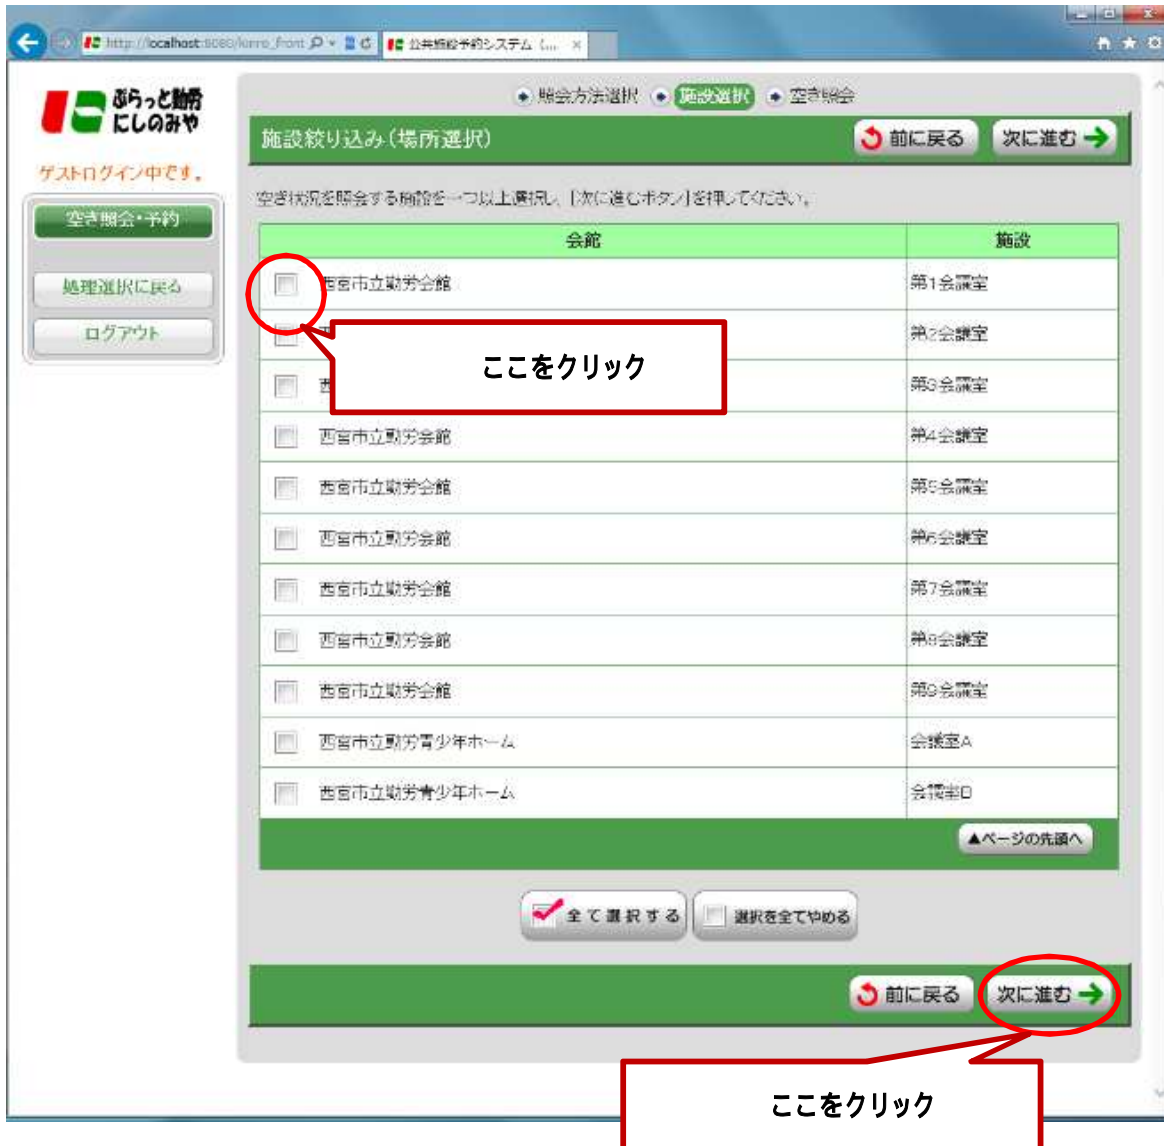 http://localhost:8080/kinro_front
公共施設予約システム (...
ぷらっと勤労
にしのみや
ゲストログイン中です。
空き照会・予約
処理選択に戻る
ログアウト
照会方法選択 施設選択 空き照会
施設絞り込み(場所選択)
前に戻る 次に進む
空き状況を照会する施設を一つ以上選択し、[次に進むボタン]を押してください。
会館 施設
西宮市立勤労会館 第1会議室
第2会議室
ここをクリック
西 第3会議室
西宮市立勤労会館 第4会議室
西宮市立勤労会館 第5会議室
西宮市立勤労会館 第6会議室
西宮市立勤労会館 第7会議室
西宮市立勤労会館 第8会議室
西宮市立勤労会館 第9会議室
西宮市立勤労青少年ホーム 会議室A
西宮市立勤労青少年ホーム 会議室B
▲ページの先頭へ
全て選択する 選択を全てやめる
前に戻る 次に進む
ここをクリック